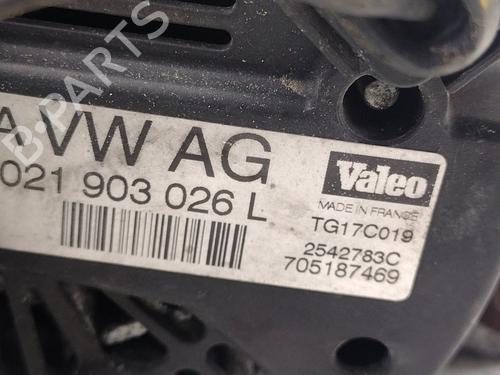 B-PARTS
A VW AG
021 903 026 L
Valeo
MADE IN FRANCE
TG17C019
2542783C
705187469